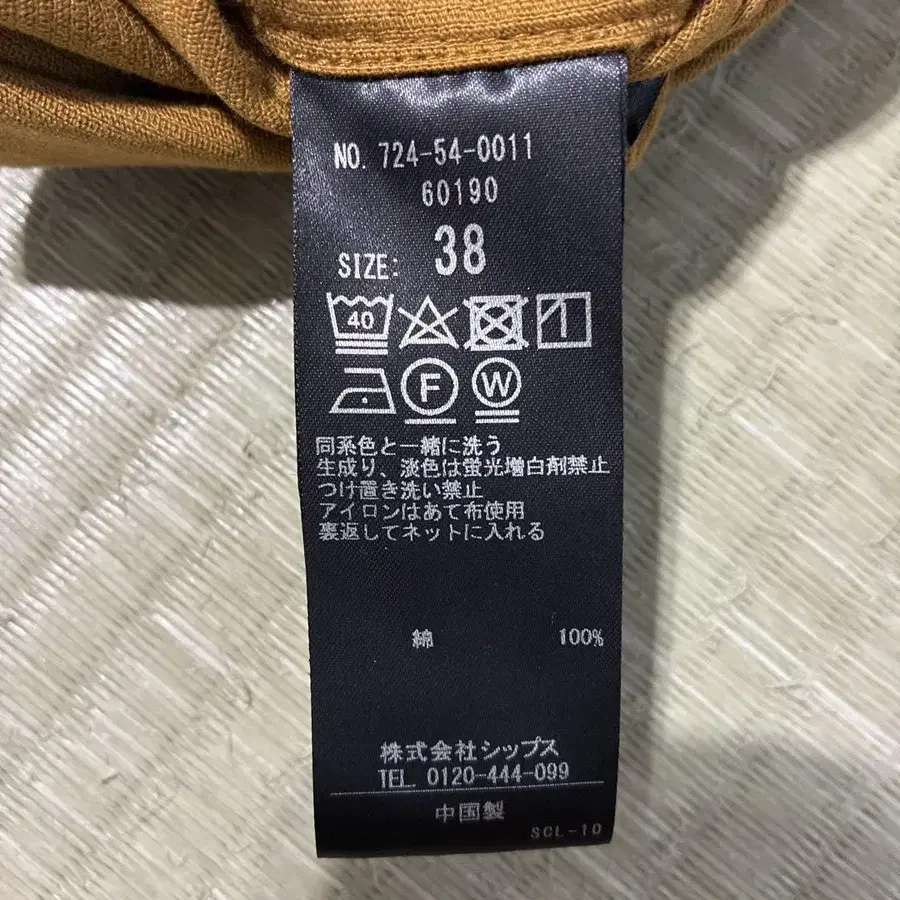 NO. 724-54-0011
60190
SIZE: 38
40
F W
同系色と一緒に洗う
生成り、淡色は蛍光増白剤禁止
つけ置き洗い禁止
アイロンはあて布使用
裏返してネットに入れる
綿 100%
株式会社シップス
TEL. 0120-444-099
中国製
SCL-10